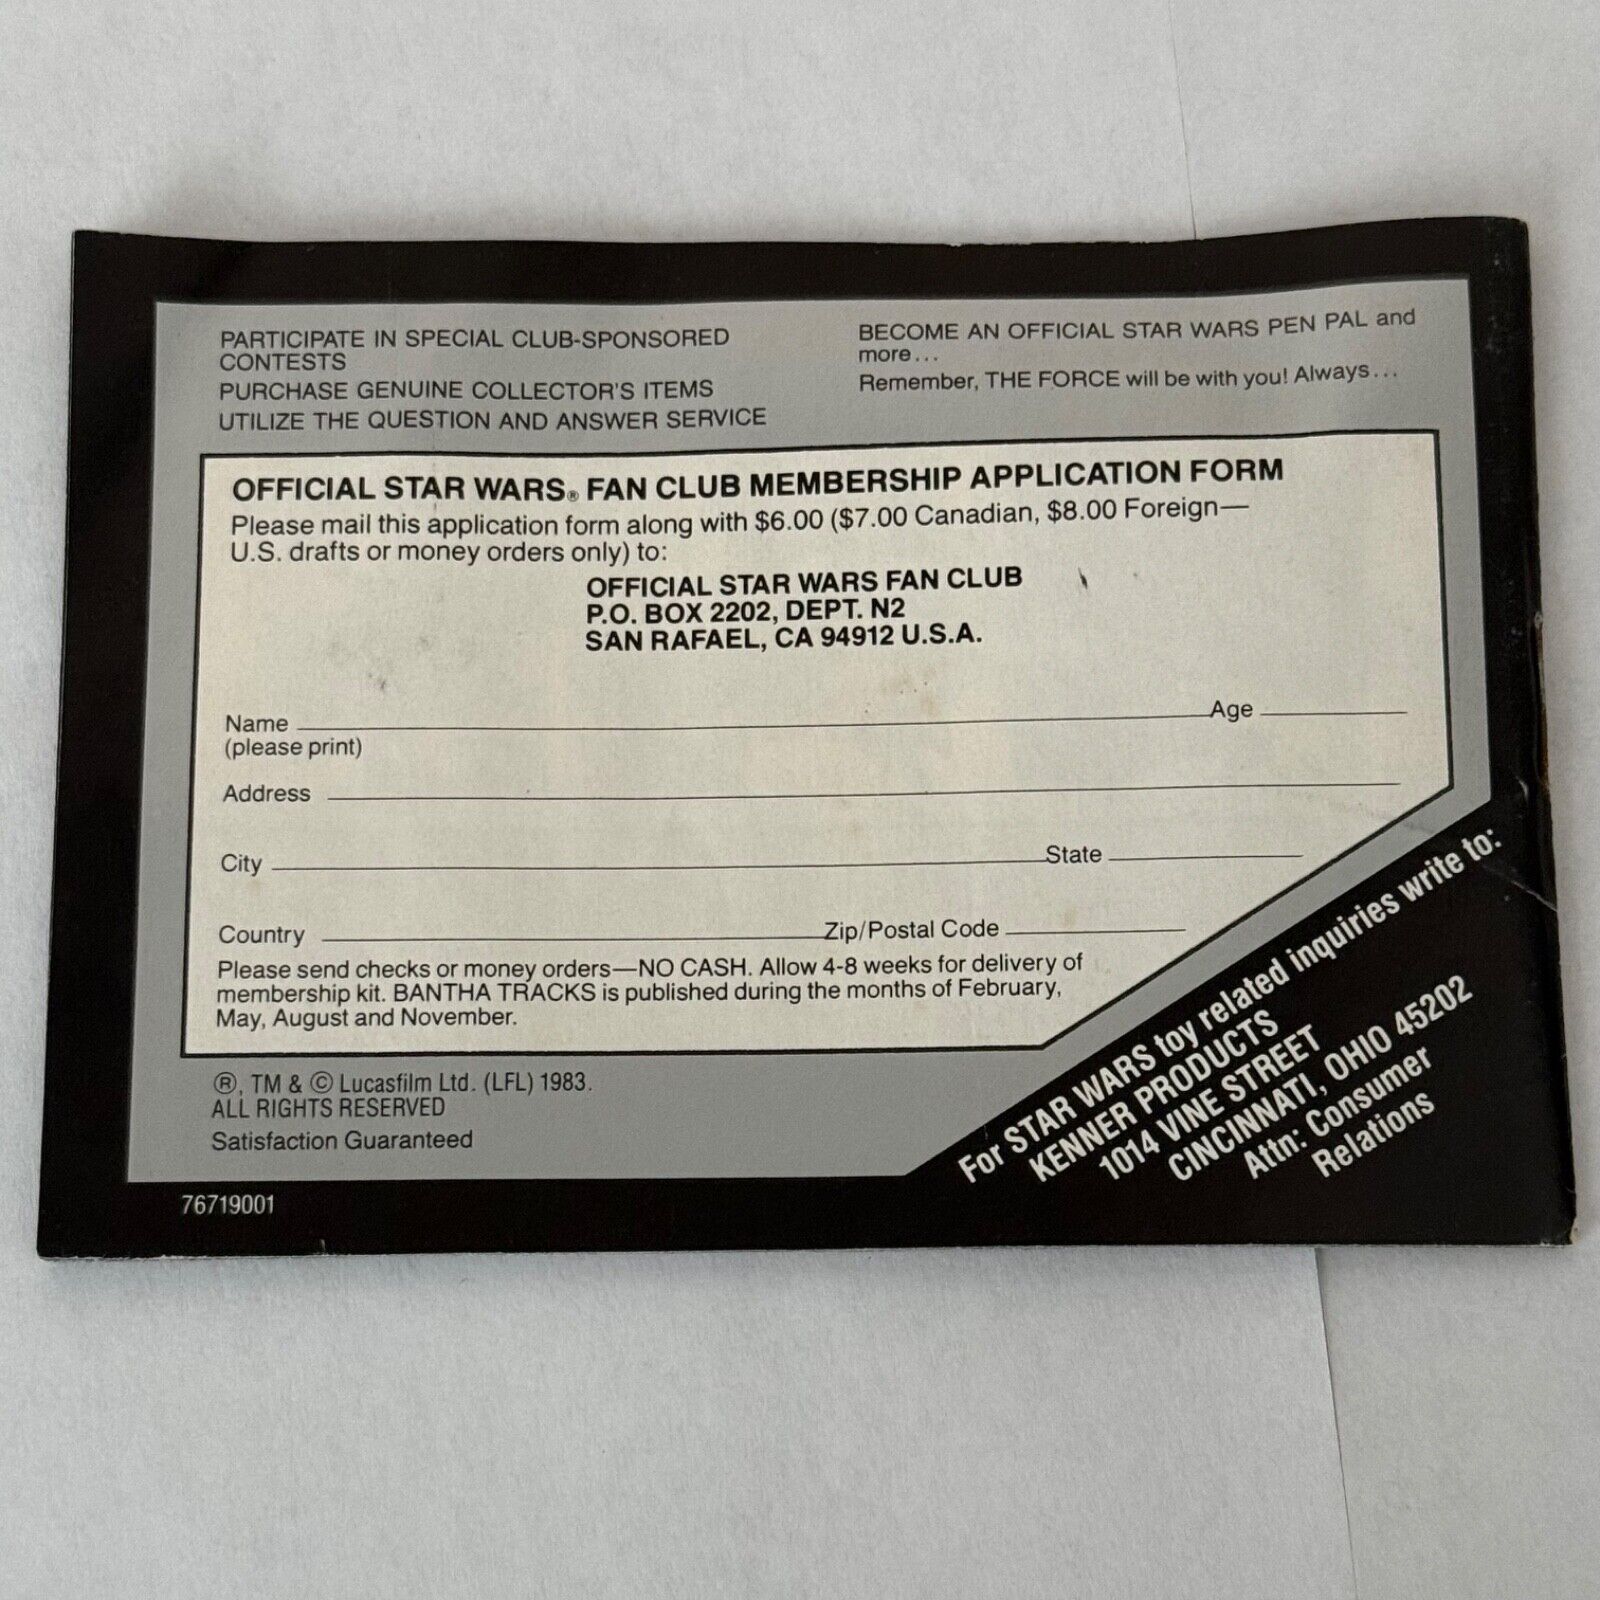 PARTICIPATE IN SPECIAL CLUB-SPONSORED
CONTESTS
PURCHASE GENUINE COLLECTOR'S ITEMS
UTILIZE THE QUESTION AND ANSWER SERVICE
BECOME AN OFFICIAL STAR WARS PEN PAL and
more...
Remember, THE FORCE will be with you! Always...
OFFICIAL STAR WARS® FAN CLUB MEMBERSHIP APPLICATION FORM
Please mail this application form along with $6.00 ($7.00 Canadian, $8.00 Foreign—
U.S. drafts or money orders only) to:
OFFICIAL STAR WARS FAN CLUB
P.O. BOX 2202, DEPT. N2
SAN RAFAEL, CA 94912 U.S.A.
Name Age
(please print)
Address
City State
Country Zip/Postal Code
Please send checks or money orders—NO CASH. Allow 4-8 weeks for delivery of
membership kit. BANTHA TRACKS is published during the months of February,
May, August and November.
®, TM & © Lucasfilm Ltd. (LFL) 1983.
ALL RIGHTS RESERVED
Satisfaction Guaranteed
For STAR WARS toy related inquiries write to:
KENNER PRODUCTS
1014 VINE STREET
CINCINNATI, OHIO 45202
Attn: Consumer
Relations
76719001